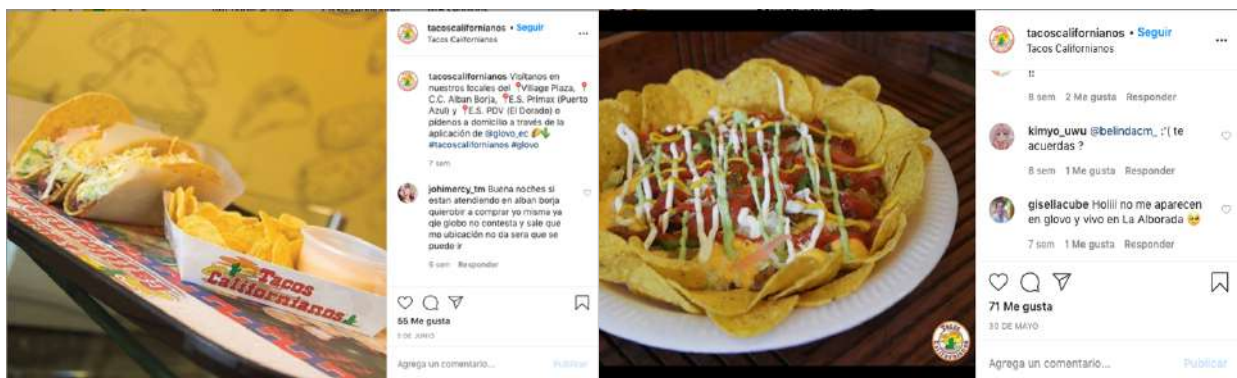 Tacos
Californianos
tacoscalifornianos • Seguir
Tacos Californianos
tacoscalifornianos Visítanos en
nuestros locales del 📍Village Plaza, 📍
C.C. Alban Borja, 📍E.S. Primax (Puerto
Azul) y 📍E.S. PDV (El Dorado) o
pídenos a domicilio a través de la
aplicación de @glovo_ec 🌮🌵
#tacoscalifornianos #glovo
7 sem
johimercy_tm Buena noches si
estan atendiendo en alban borja
quierobir a comprar yo misma ya
qie globo no contesta y sale que
mo ubicación no da sera que se
puede ir
6 sem Responder
55 Me gusta
5 DE JUNIO
Agrega un comentario... Publicar
tacoscalifornianos • Seguir
Tacos Californianos
!!
8 sem 2 Me gusta Responder
kimyo_uwu @belindacm_ :'( te
acuerdas ?
8 sem 1 Me gusta Responder
gisellacube Holiii no me aparecen
en glovo y vivo en La Alborada 🥺
7 sem 1 Me gusta Responder
71 Me gusta
30 DE MAYO
Agrega un comentario... Publicar